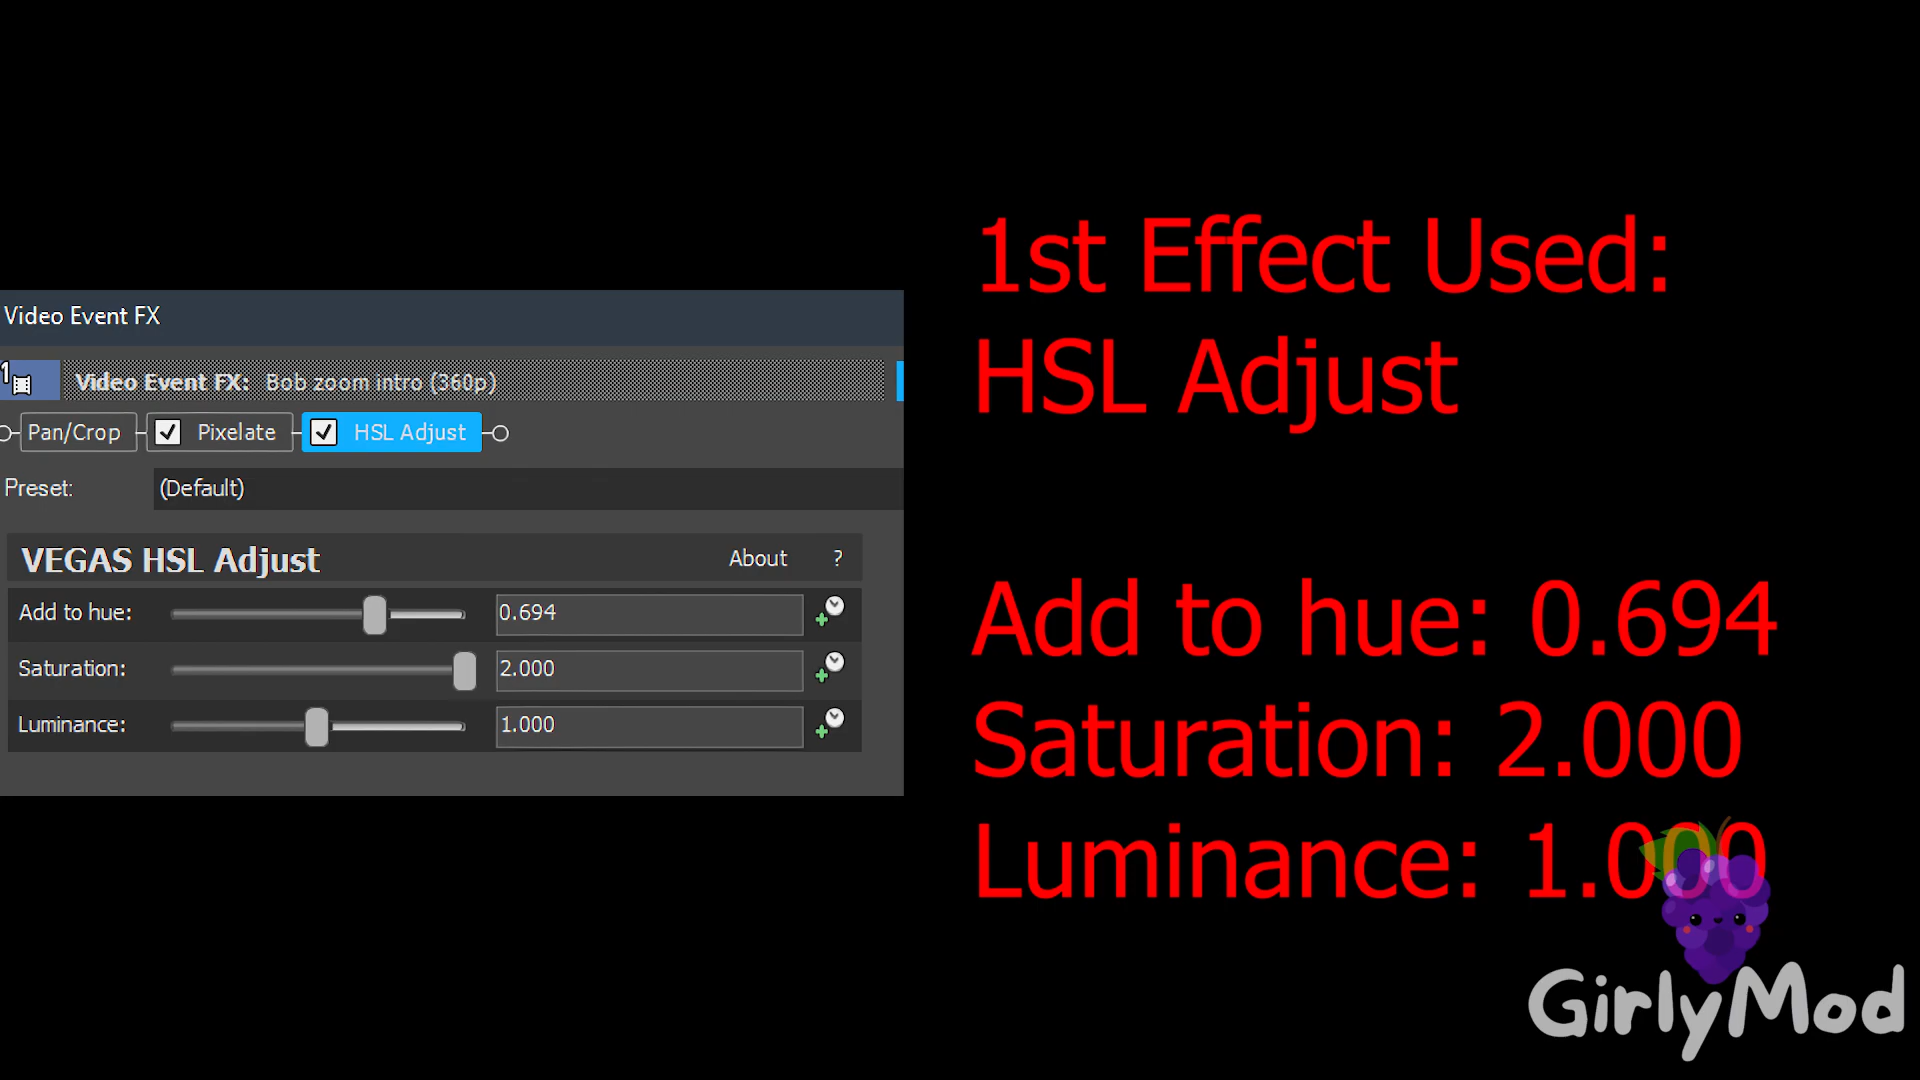 Video Event FX
1
Video Event FX: Bob zoom intro (360p)
Pan/Crop Pixelate HSL Adjust
Preset: (Default)
VEGAS HSL Adjust About ?
Add to hue: 0.694
Saturation: 2.000
Luminance: 1.000
1st Effect Used:
HSL Adjust
Add to hue: 0.694
Saturation: 2.000
Luminance: 1.000
GirlyMod